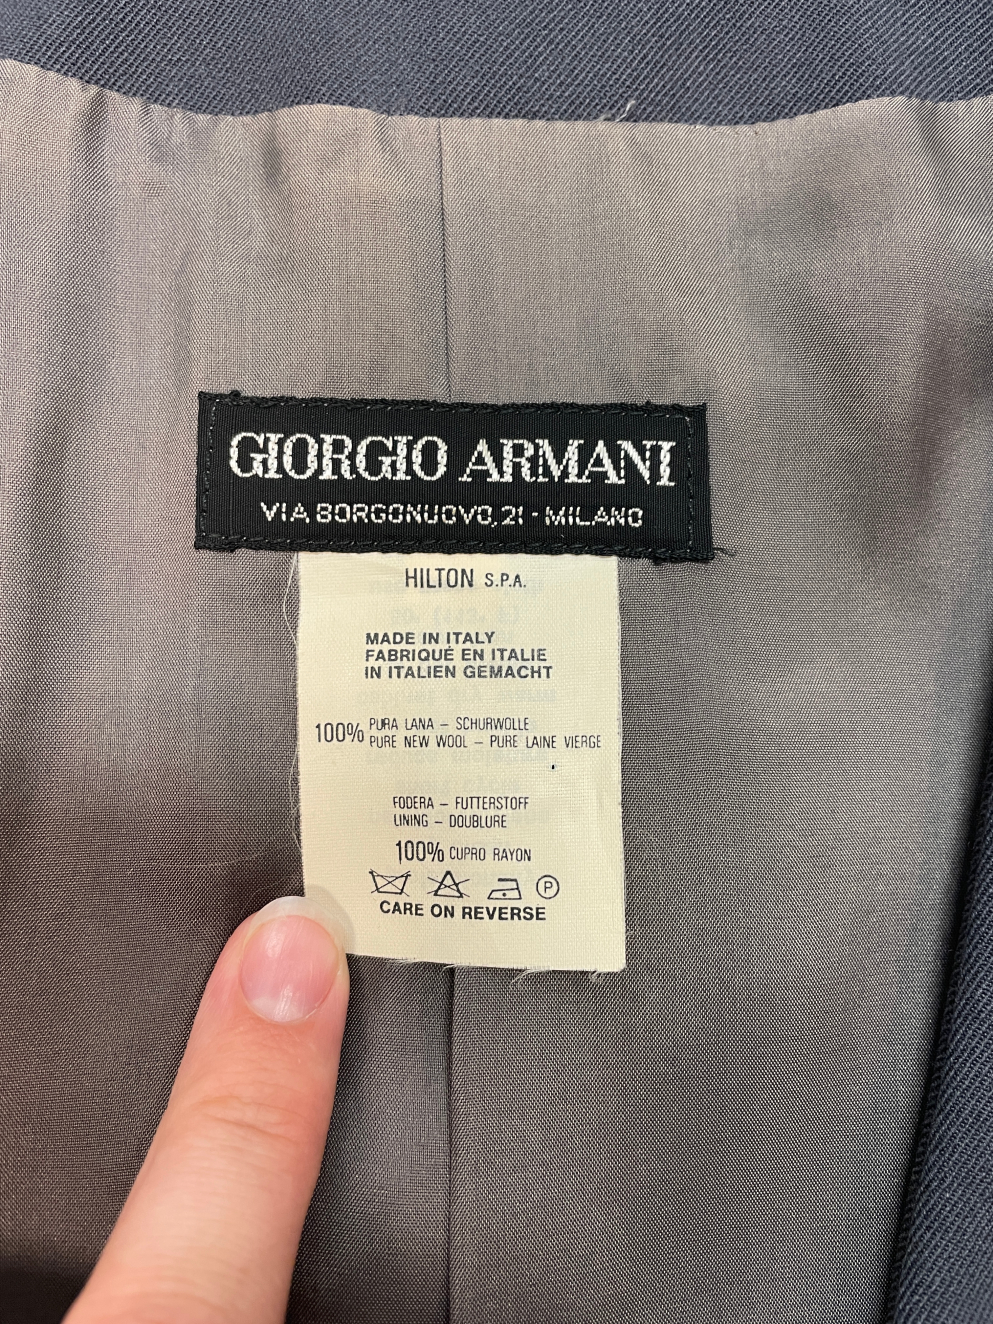 GIORGIO ARMANI
VIA BORGONUOVO, 21 - MILANO
HILTON S.P.A.
MADE IN ITALY
FABRIQUÉ EN ITALIE
IN ITALIEN GEMACHT
100% PURA LANA – SCHURWOLLE
PURE NEW WOOL – PURE LAINE VIERGE
FODERA – FUTTERSTOFF
LINING – DOUBLURE
100% CUPRO RAYON
P
CARE ON REVERSE